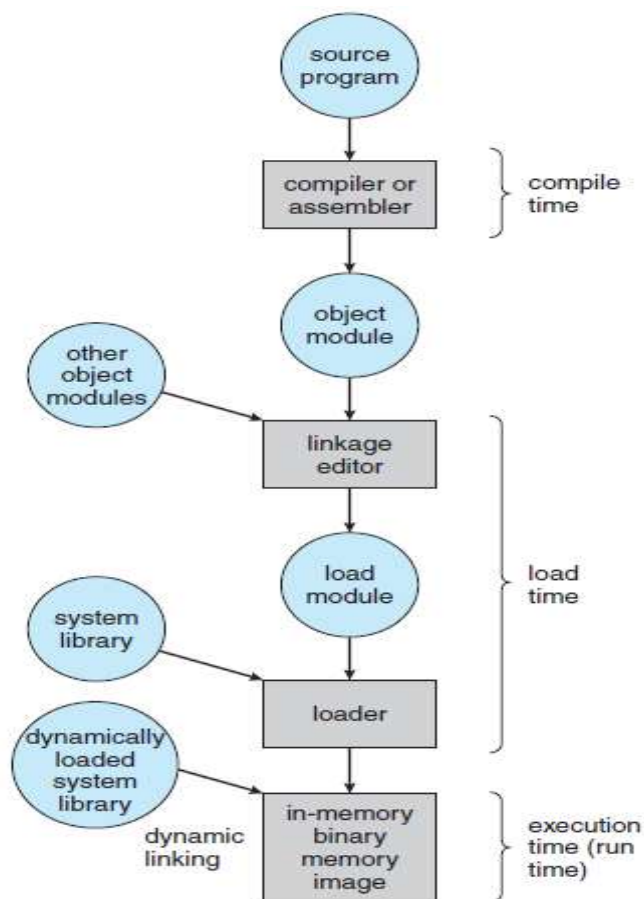 source
program
compiler or
assembler
compile
time
object
module
other
object
modules
linkage
editor
load
module
load
time
system
library
loader
dynamically
loaded
system
library
dynamic
linking
in-memory
binary
memory
image
execution
time (run
time)